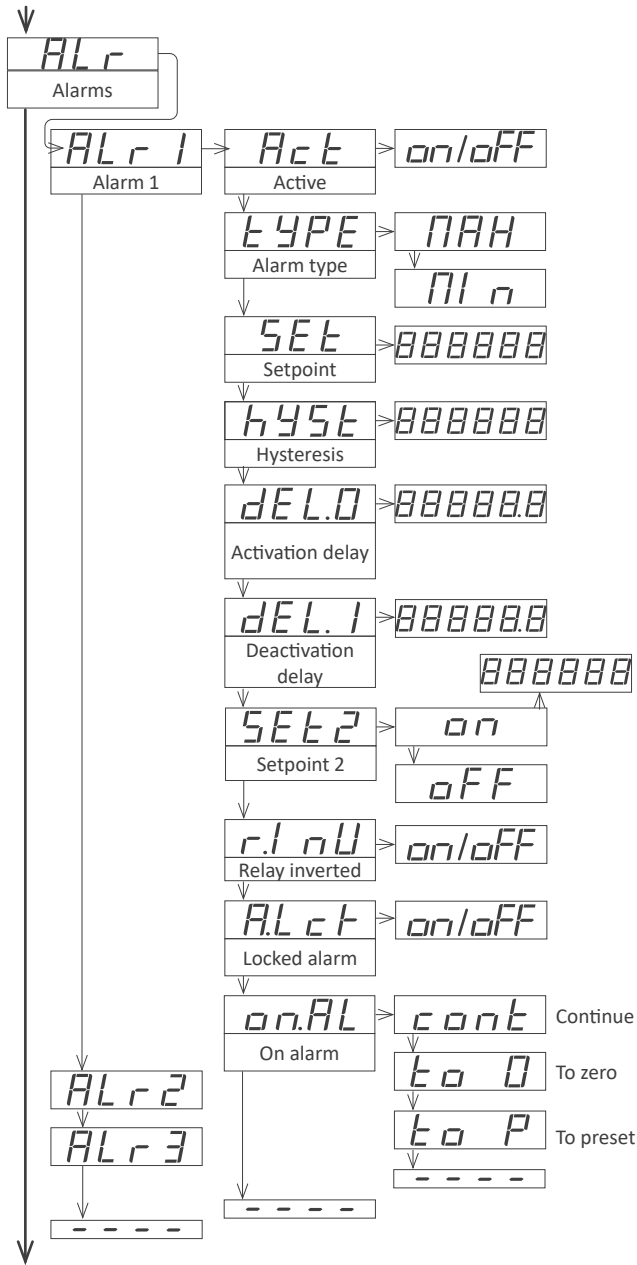 ALr
Alarms
ALr 1
Alarm 1
Act
Active
on/oFF
tYPE
Alarm type
MAH
MI n
SEt
Setpoint
888888
hYSt
Hysteresis
888888
dEL.0
Activation delay
88888.8
dEL. 1
Deactivation
delay
88888.8
888888
SEt2
Setpoint 2
on
oFF
r.I nU
Relay inverted
on/oFF
A.L ck
Locked alarm
on/oFF
on.AL
On alarm
cont
Continue
to 0
To zero
to P
To preset
- - - -
ALr2
ALr3
- - - -
- - - -